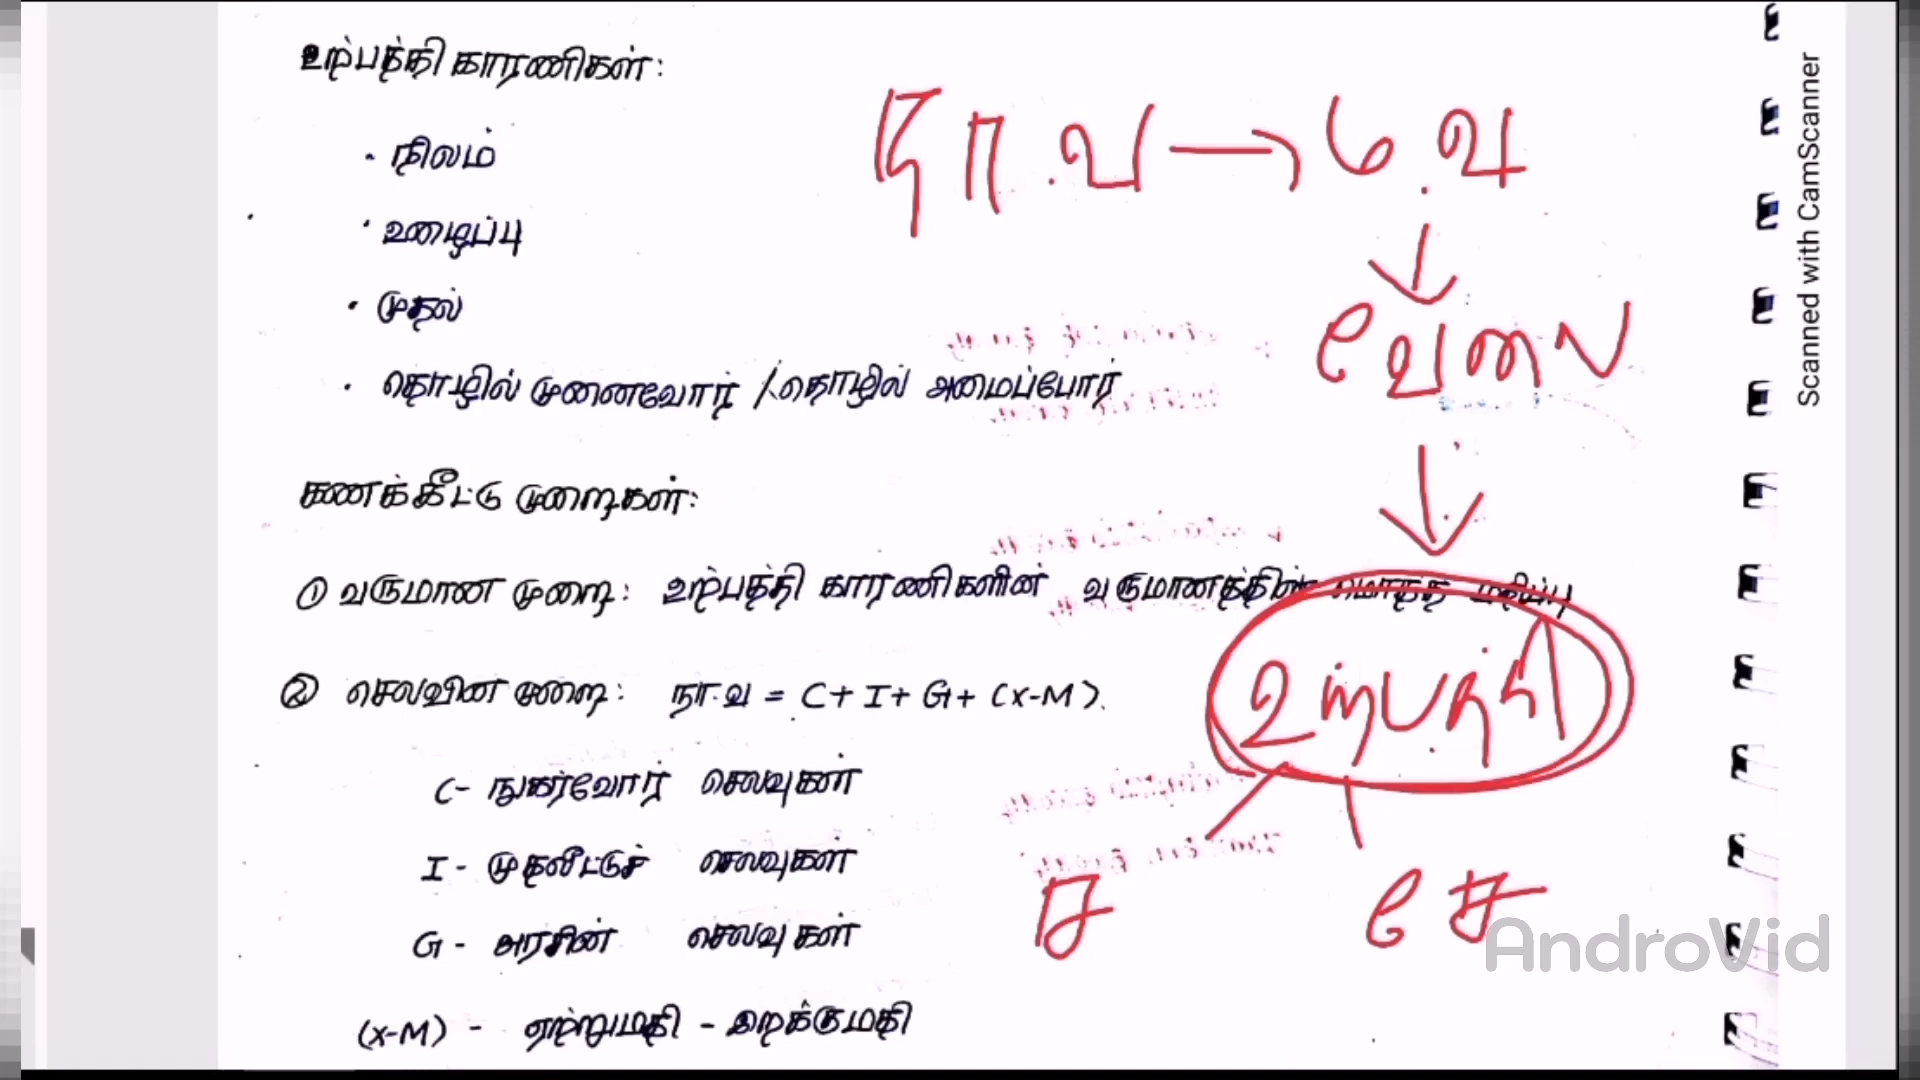 உற்பத்தி காரணிகள்:
· நிலம்
· உழைப்பு
· முதல்
· தொழில் முனைவோர் / தொழில் அமைப்போர்
கணக்கீட்டு முறைகள்:
① வருமான முறை: உற்பத்தி காரணிகளின் வருமானத்தின் மொத்த மதிப்பு
② செலவின முறை: நா.வ = C + I + G + (X-M).
C- நுகர்வோர் செலவுகள்
I - முதலீட்டுச் செலவுகள்
G - அரசின் செலவுகள்
(X-M) - ஏற்றுமதி - இறக்குமதி
நா.வ → ம.வ
↓
வேலை
↓
உற்பத்தி
ச சே
Scanned with CamScanner
AndroVid